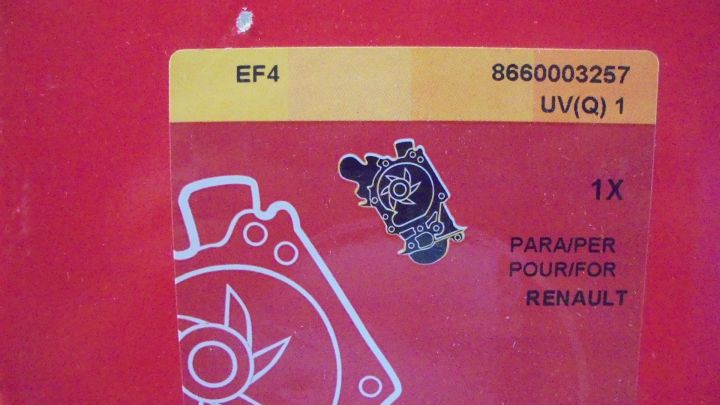 EF4 8660003257
UV(Q) 1
1X
PARA/PER
POUR/FOR
RENAULT